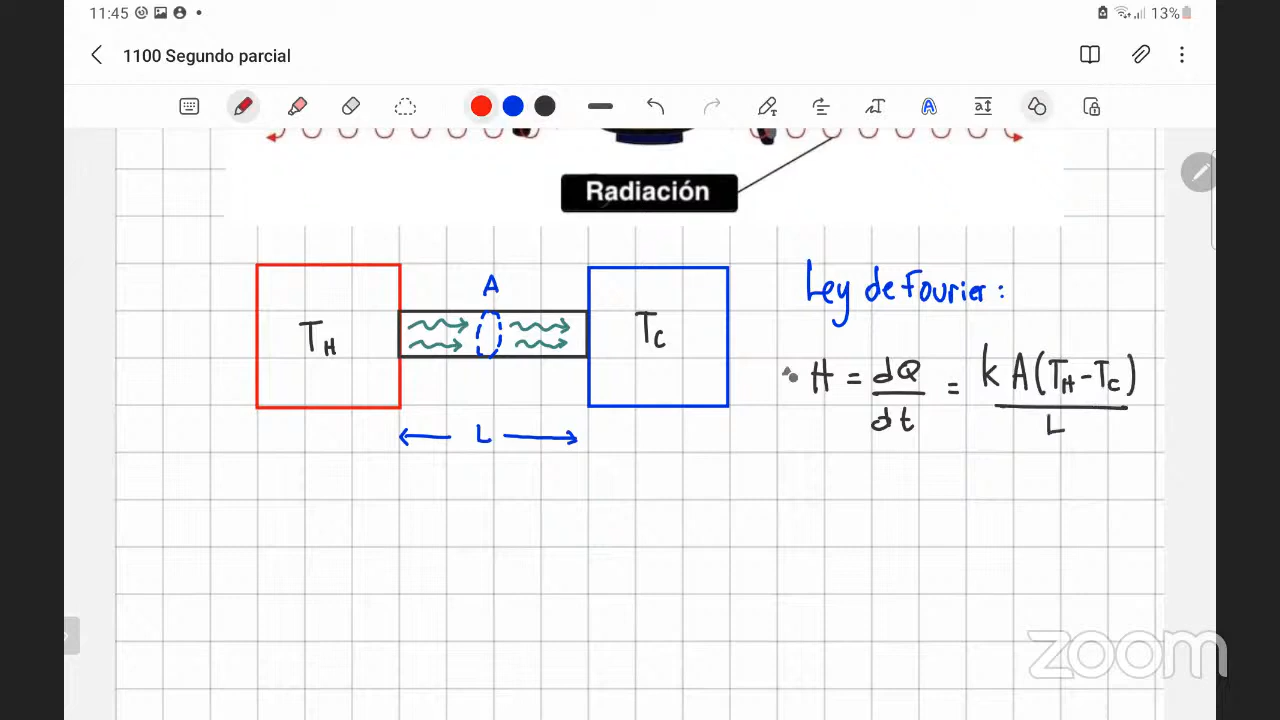 11:45
13%
1100 Segundo parcial
Radiación
A
T_H
T_C
L
Ley de Fourier:
H = dQ/dt = kA(T_H - T_C)/L
zoom